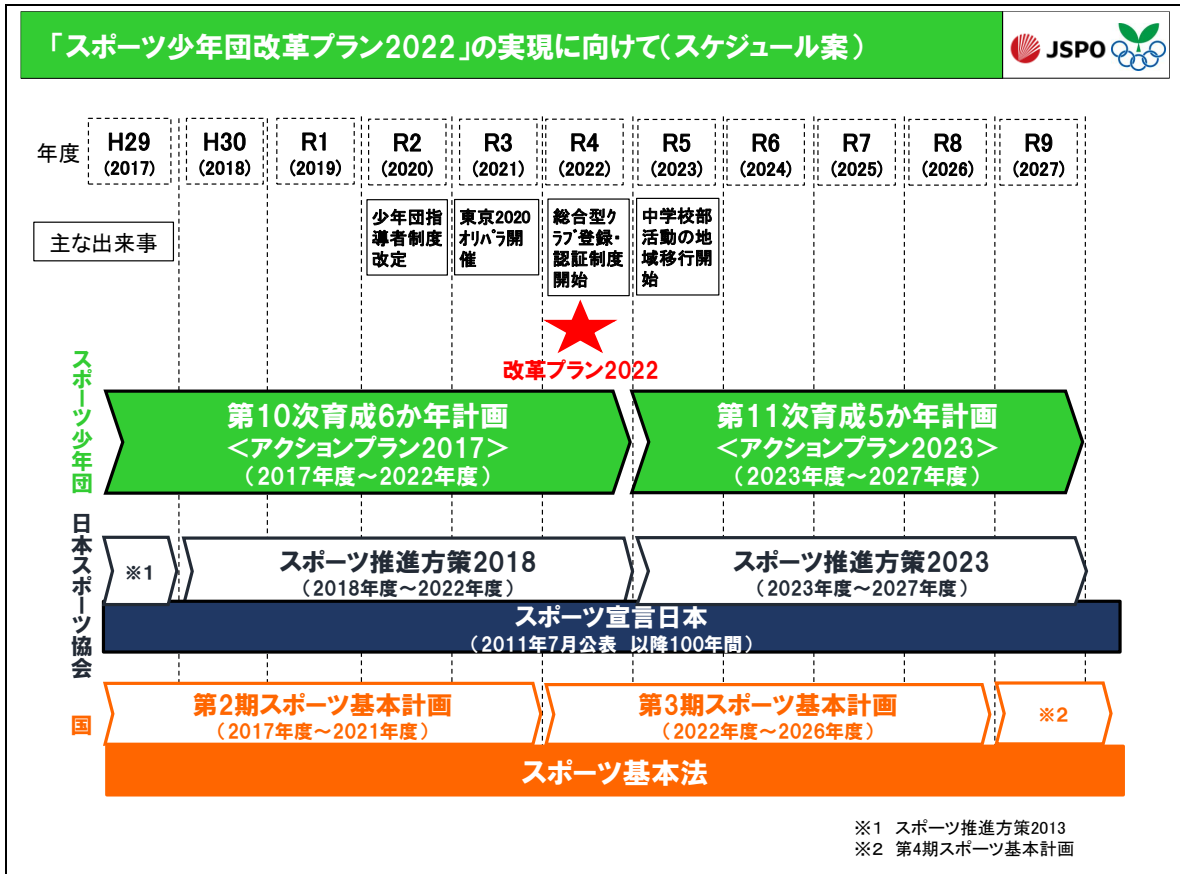 「スポーツ少年団改革プラン2022」の実現に向けて(スケジュール案)
JSPO
年度
H29
(2017)
H30
(2018)
R1
(2019)
R2
(2020)
R3
(2021)
R4
(2022)
R5
(2023)
R6
(2024)
R7
(2025)
R8
(2026)
R9
(2027)
主な出来事
少年団指
導者制度
改定
東京2020
オリパラ開
催
総合型ク
ラブ登録・
認証制度
開始
中学校部
活動の地
域移行開
始
改革プラン2022
スポーツ少年団
第10次育成6か年計画
<アクションプラン2017>
(2017年度~2022年度)
第11次育成5か年計画
<アクションプラン2023>
(2023年度~2027年度)
日本スポーツ協会
※1
スポーツ推進方策2018
(2018年度~2022年度)
スポーツ推進方策2023
(2023年度~2027年度)
スポーツ宣言日本
(2011年7月公表 以降100年間)
国
第2期スポーツ基本計画
(2017年度~2021年度)
第3期スポーツ基本計画
(2022年度~2026年度)
※2
スポーツ基本法
※1 スポーツ推進方策2013
※2 第4期スポーツ基本計画